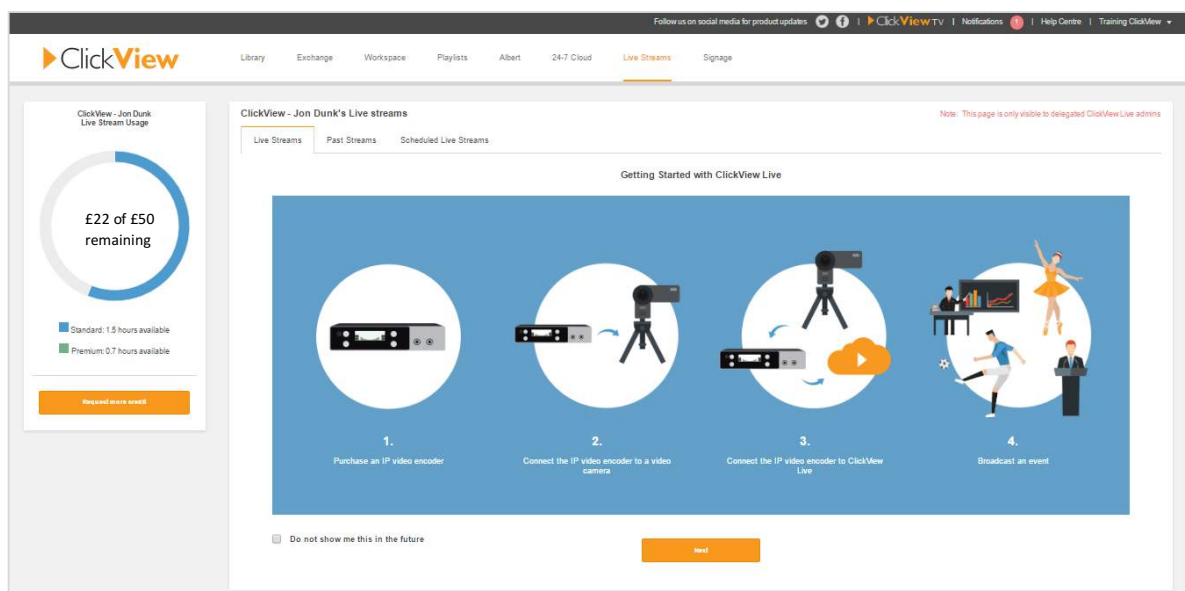 Follow us on social media for product updates | ClickView TV | Notifications 1 | Help Centre | Training ClickView
ClickView
Library Exchange Workspace Playlists Albert 24-7 Cloud Live Streams Signage
ClickView - Jon Dunk
Live Stream Usage
£22 of £50
remaining
Standard: 1.5 hours available
Premium: 0.7 hours available
Request more credit
ClickView - Jon Dunk's Live streams
Note: This page is only visible to delegated ClickView Live admins
Live Streams Past Streams Scheduled Live Streams
Getting Started with ClickView Live
1.
Purchase an IP video encoder
2.
Connect the IP video encoder to a video
camera
3.
Connect the IP video encoder to ClickView
Live
4.
Broadcast an event
Do not show me this in the future
Next